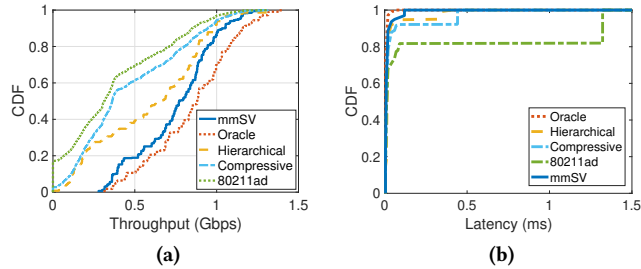 1
0.8
0.6
0.4
0.2
0
CDF
0
0.5
1
1.5
Throughput (Gbps)
mmSV
Oracle
Hierarchical
Compressive
80211ad
(a)
1
0.8
0.6
0.4
0.2
0
CDF
0
0.5
1
1.5
Latency (ms)
Oracle
Hierarchical
Compressive
80211ad
mmSV
(b)